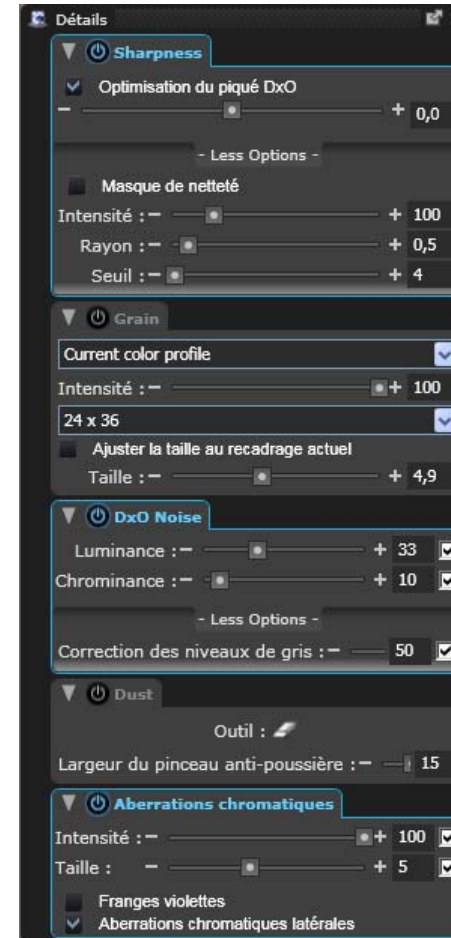 Détails
Sharpness
Optimisation du piqué DxO
- + 0,0
- Less Options -
Masque de netteté
Intensité : - + 100
Rayon : - + 0,5
Seuil : - + 4
Grain
Current color profile
Intensité : - + 100
24 x 36
Ajuster la taille au recadrage actuel
Taille : - + 4,9
DxO Noise
Luminance : - + 33
Chrominance : - + 10
- Less Options -
Correction des niveaux de gris : - 50
Dust
Outil :
Largeur du pinceau anti-poussière : - 15
Aberrations chromatiques
Intensité : - + 100
Taille : - + 5
Franges violettes
Aberrations chromatiques latérales